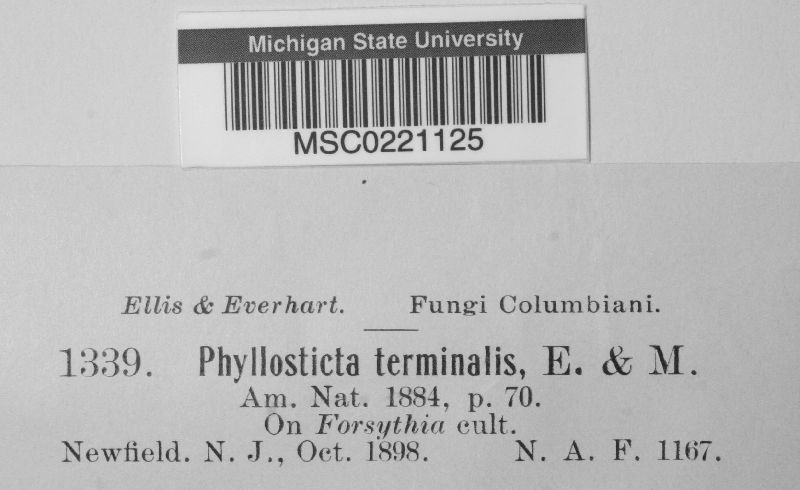 Michigan State University
MSC0221125
Ellis & Everhart. Fungi Columbiani.
1339. Phyllosticta terminalis, E. & M.
Am. Nat. 1884, p. 70.
On Forsythia cult.
Newfield. N. J., Oct. 1898. N. A. F. 1167.